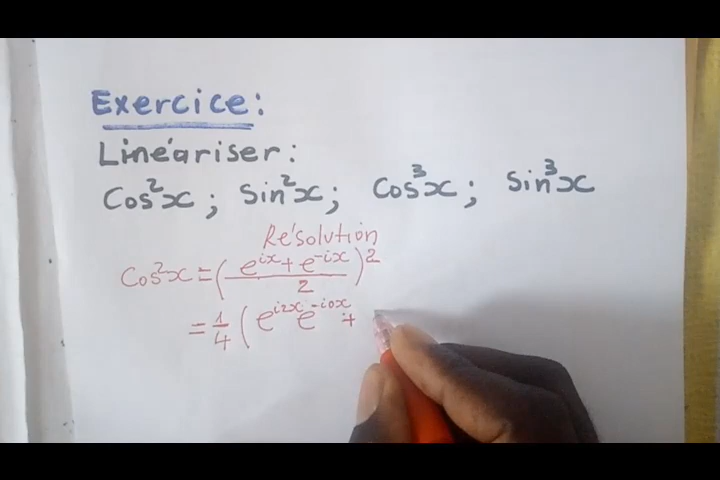 Exercice:
Linéariser:
Cos²x ; Sin²x ; Cos³x ; Sin³x
Résolution
Cos²x = ( (e^{ix} + e^{-ix}) / 2 )²
= 1/4 ( e^{i2x} e^{-i0x} +